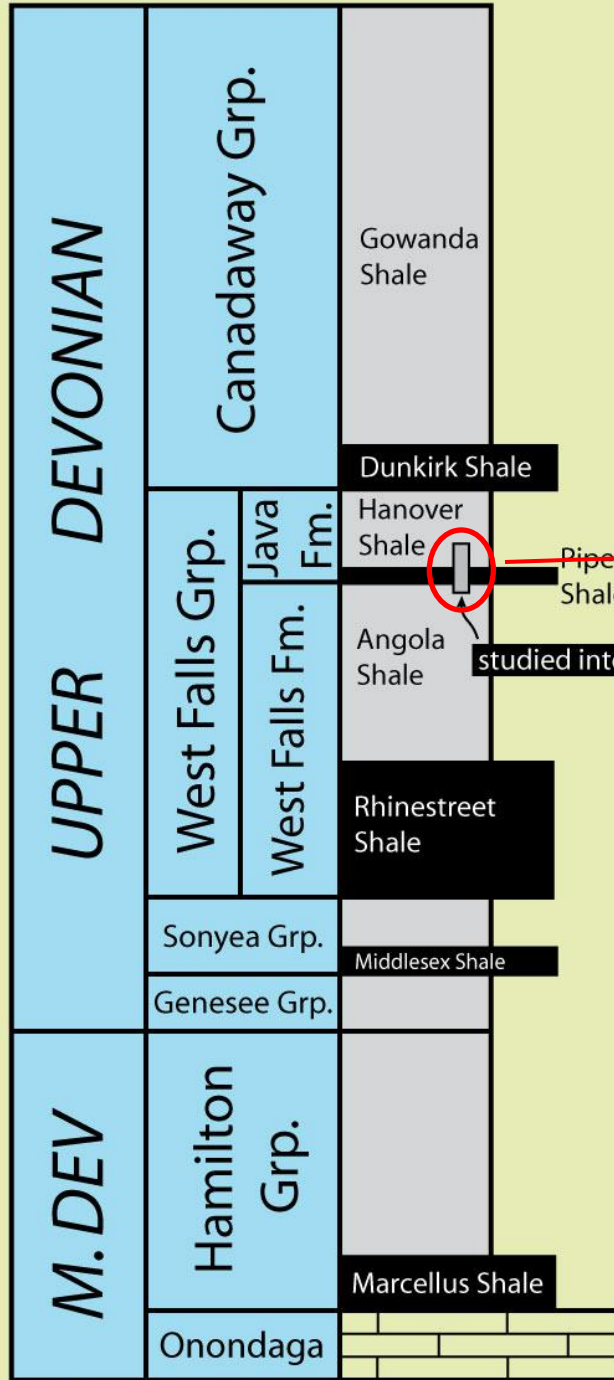 UPPER DEVONIAN
M. DEV
Canadaway Grp.
West Falls Grp.
Java
Fm.
West Falls Fm.
Sonyea Grp.
Genesee Grp.
Hamilton
Grp.
Onondaga
Gowanda
Shale
Dunkirk Shale
Hanover
Shale
Angola
Shale
studied
Rhinestreet
Shale
Middlesex Shale
Marcellus Shale